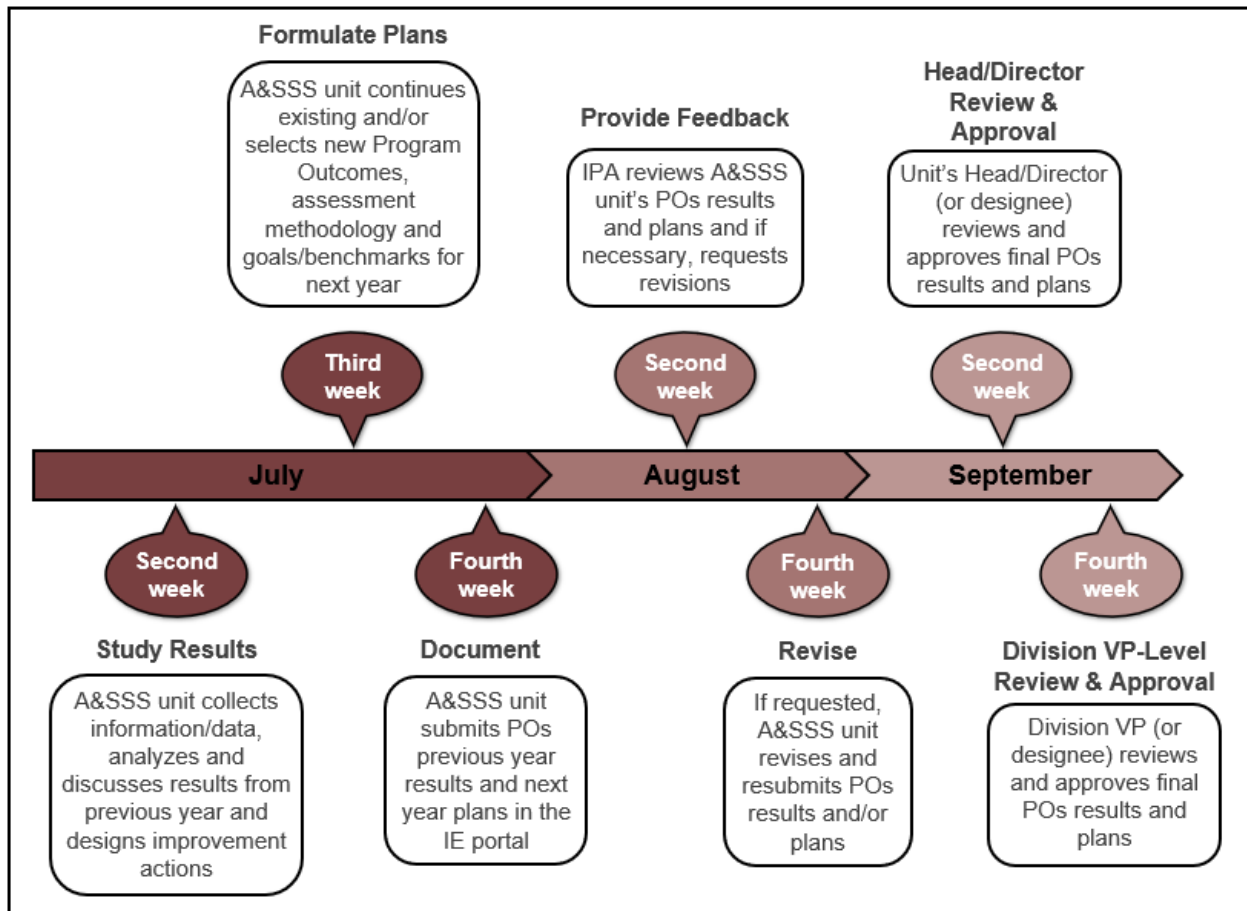 Formulate Plans
A&SSS unit continues
existing and/or
selects new Program
Outcomes,
assessment
methodology and
goals/benchmarks for
next year
Provide Feedback
IPA reviews A&SSS
unit's POs results
and plans and if
necessary, requests
revisions
Head/Director
Review &
Approval
Unit's Head/Director
(or designee)
reviews and
approves final POs
results and plans
Third
week
Second
week
Second
week
July
August
September
Second
week
Fourth
week
Fourth
week
Fourth
week
Study Results
A&SSS unit collects
information/data,
analyzes and
discusses results from
previous year and
designs improvement
actions
Document
A&SSS unit
submits POs
previous year
results and next
year plans in the
IE portal
Revise
If requested,
A&SSS unit
revises and
resubmits POs
results and/or
plans
Division VP-Level
Review & Approval
Division VP (or
designee) reviews
and approves final
POs results and
plans